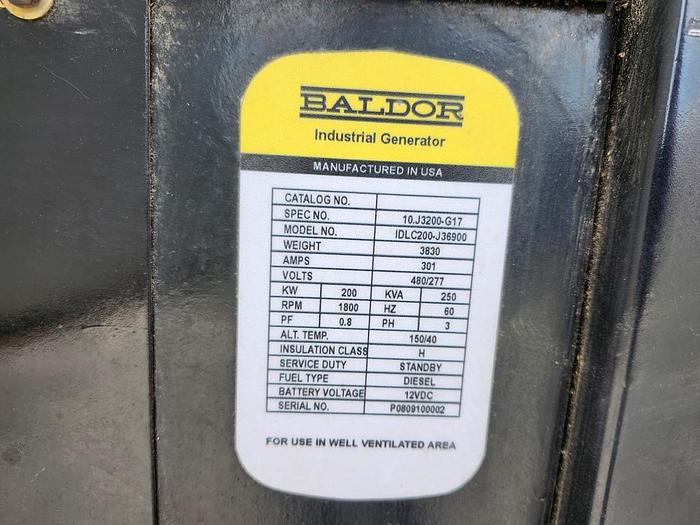 BALDOR
Industrial Generator
MANUFACTURED IN USA
CATALOG NO.
SPEC NO. 10.J3200-G17
MODEL NO. IDLC200-J36900
WEIGHT 3830
AMPS 301
VOLTS 480/277
KW 200 KVA 250
RPM 1800 HZ 60
PF 0.8 PH 3
ALT. TEMP. 150/40
INSULATION CLASS H
SERVICE DUTY STANDBY
FUEL TYPE DIESEL
BATTERY VOLTAGE 12VDC
SERIAL NO. P0809100002
FOR USE IN WELL VENTILATED AREA